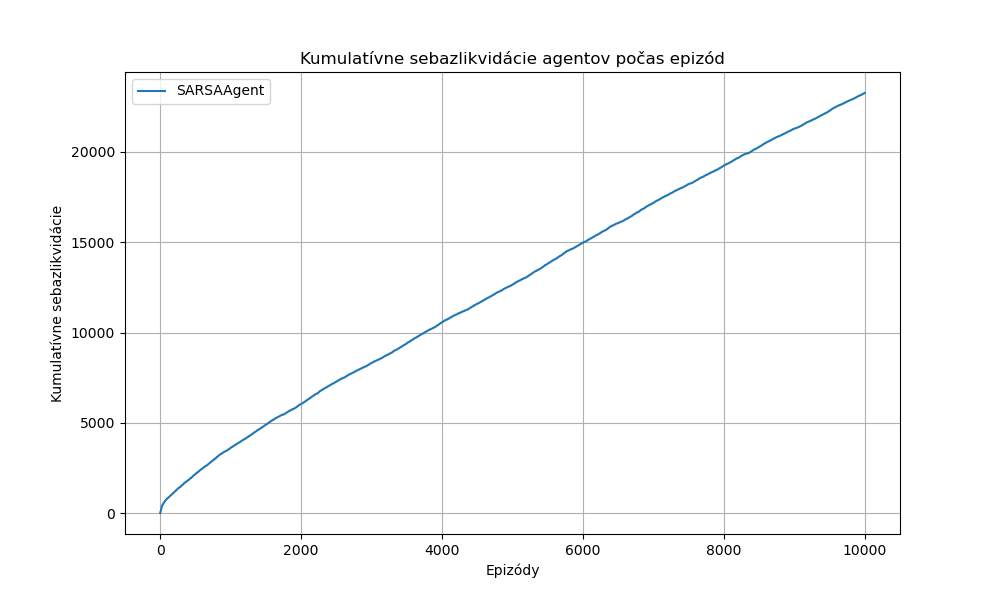 Kumulatívne sebazlikvidácie agentov počas epizód
SARSAAgent
Kumulatívne sebazlikvidácie
20000
15000
10000
5000
0
0 2000 4000 6000 8000 10000
Epizódy